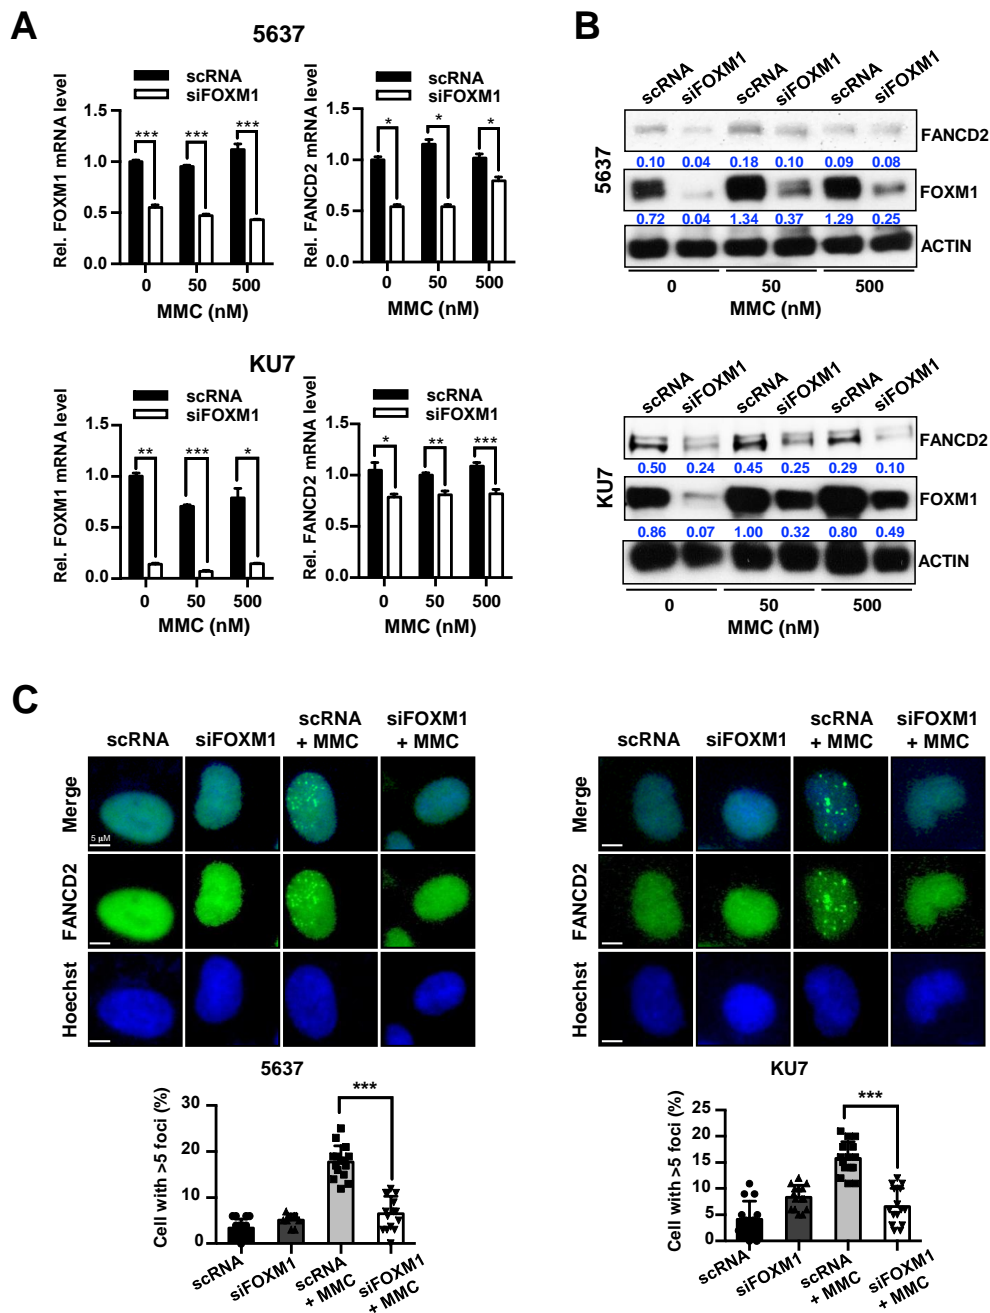 A
5637
scRNA
siFOXM1
Rel. FOXM1 mRNA level
1.5
1.0
0.5
0.0
*** *** ***
0 50 500
MMC (nM)
scRNA
siFOXM1
Rel. FANCD2 mRNA level
1.5
1.0
0.5
0.0
* * *
0 50 500
MMC (nM)
KU7
scRNA
siFOXM1
Rel. FOXM1 mRNA level
1.5
1.0
0.5
0.0
** *** *
0 50 500
MMC (nM)
scRNA
siFOXM1
Rel. FANCD2 mRNA level
1.5
1.0
0.5
0.0
* ** ***
0 50 500
MMC (nM)
B
5637
scRNA siFOXM1 scRNA siFOXM1 scRNA siFOXM1
FANCD2
0.10 0.04 0.18 0.10 0.09 0.08
FOXM1
0.72 0.04 1.34 0.37 1.29 0.25
ACTIN
0 50 500
MMC (nM)
KU7
scRNA siFOXM1 scRNA siFOXM1 scRNA siFOXM1
FANCD2
0.50 0.24 0.45 0.25 0.29 0.10
FOXM1
0.86 0.07 1.00 0.32 0.80 0.49
ACTIN
0 50 500
MMC (nM)
C
scRNA siFOXM1 scRNA + MMC siFOXM1 + MMC
Merge
5 µM
FANCD2
Hoechst
5637
Cell with >5 foci (%)
30
20
10
0
***
scRNA
siFOXM1
scRNA
+ MMC
siFOXM1
+ MMC
scRNA siFOXM1 scRNA + MMC siFOXM1 + MMC
Merge
FANCD2
Hoechst
KU7
Cell with >5 foci (%)
25
20
15
10
5
0
***
scRNA
siFOXM1
scRNA
+ MMC
siFOXM1
+ MMC